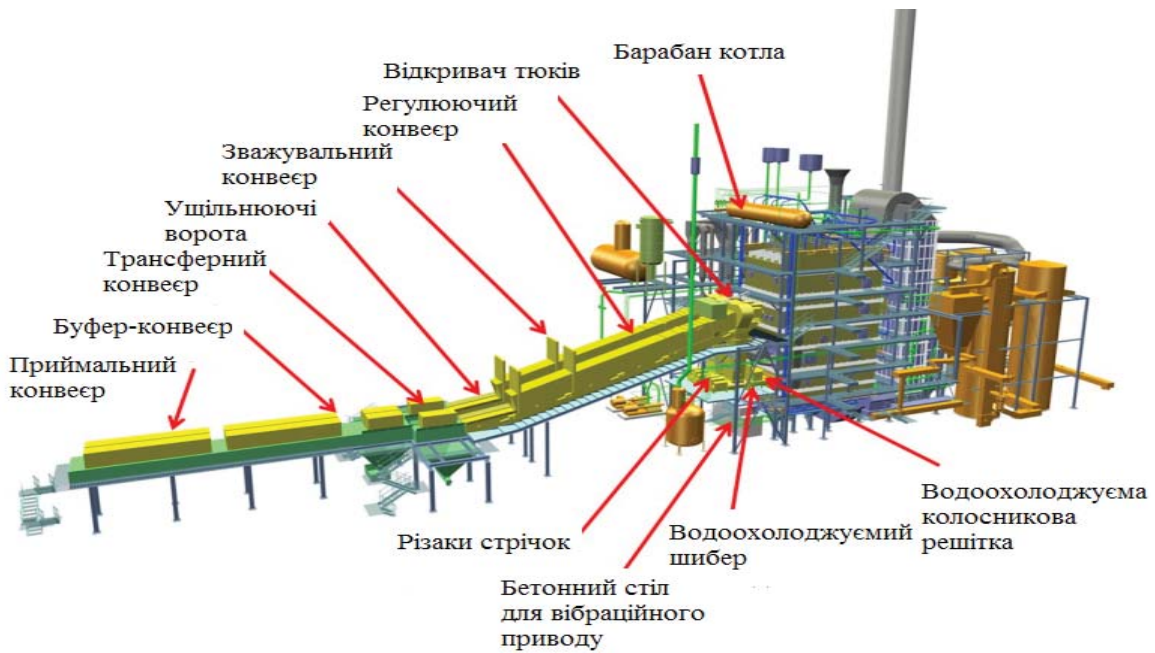 Барабан котла
Відкривач тюків
Регулюючий
конвеєр
Зважувальний
конвеєр
Ущільнюючі
ворота
Трансферний
конвеєр
Буфер-конвеєр
Приймальний
конвеєр
Різаки стрічок
Бетонний стіл
для вібраційного
приводу
Водоохолоджуємий
шибер
Водоохолоджуєма
колосникова
решітка